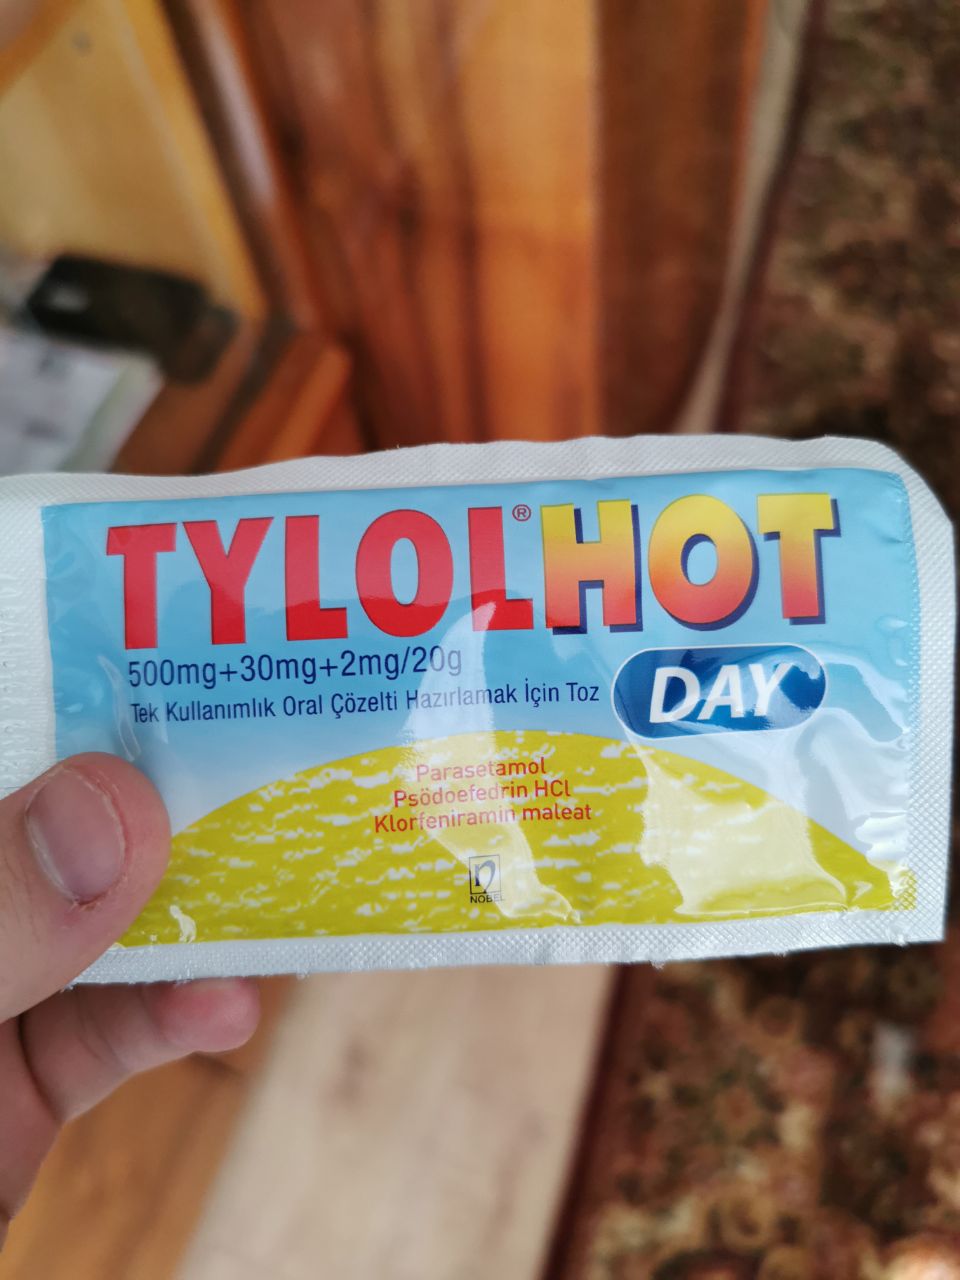 TYLOL® HOT
500mg+30mg+2mg/20g
Tek Kullanımlık Oral Çözelti Hazırlamak İçin Toz
DAY
Parasetamol
Psödoefedrin HCl
Klorfeniramin maleat
n
NOBEL